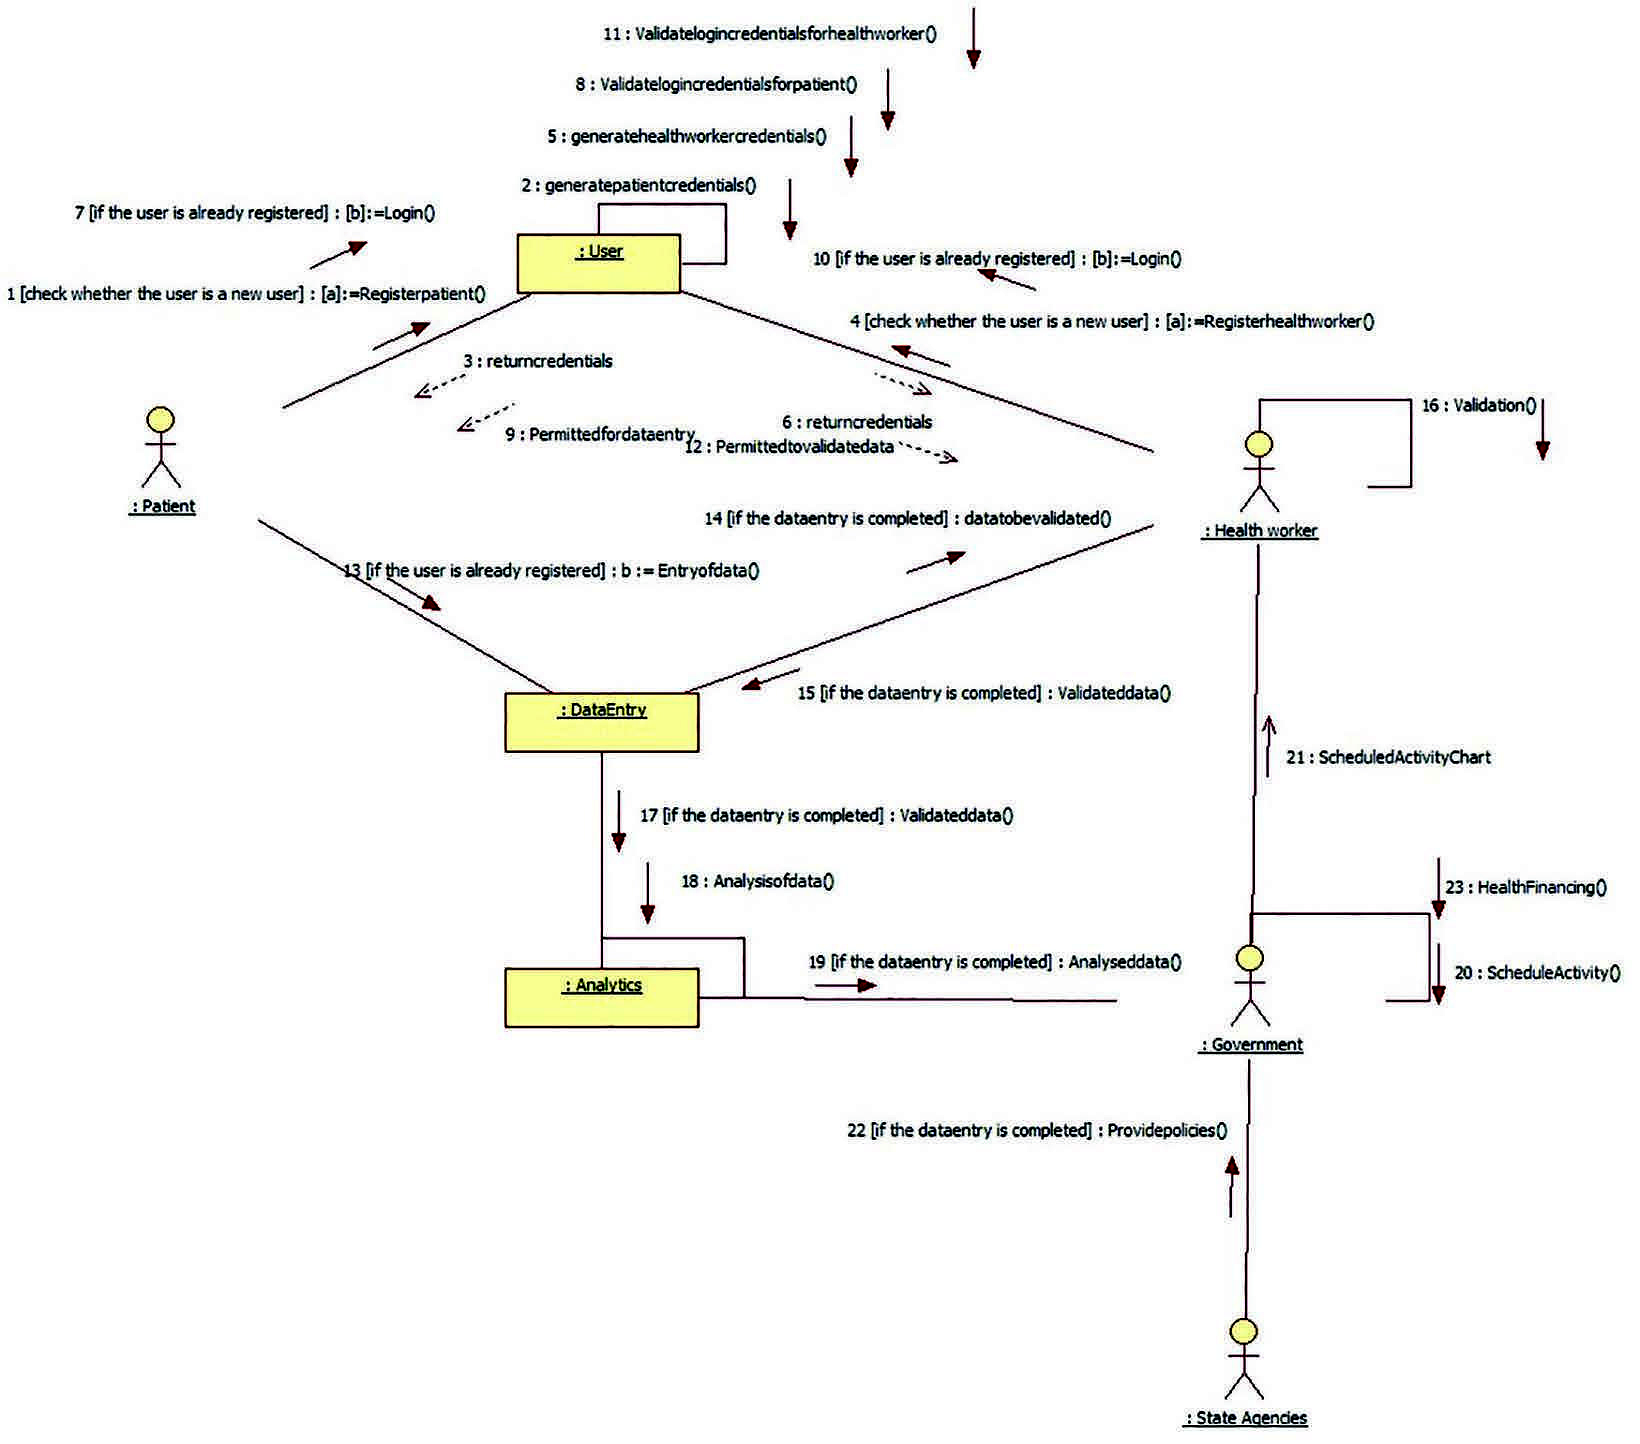 11 : Validatelogincredentialsforhealthworker()
8 : Validatelogincredentialsforpatient()
5 : generatehealthworkercredentials()
2 : generatepatientcredentials()
7 [if the user is already registered] : [b]:=Login()
: User
10 [if the user is already registered] : [b]:=Login()
1 [check whether the user is a new user] : [a]:=Registerpatient()
4 [check whether the user is a new user] : [a]:=Registerhealthworker()
3 : returncredentials
6 : returncredentials
9 : Permittedfordataentry
12 : Permittedtovalidatedata
16 : Validation()
: Patient
: Health worker
14 [if the dataentry is completed] : datatobevalidated()
13 [if the user is already registered] : b := Entryofdata()
15 [if the dataentry is completed] : Validateddata()
: DataEntry
21 : ScheduledActivityChart
17 [if the dataentry is completed] : Validateddata()
18 : Analysisofdata()
23 : HealthFinancing()
19 [if the dataentry is completed] : Analyseddata()
20 : ScheduleActivity()
: Analytics
: Government
22 [if the dataentry is completed] : Providepolicies()
: State Agencies